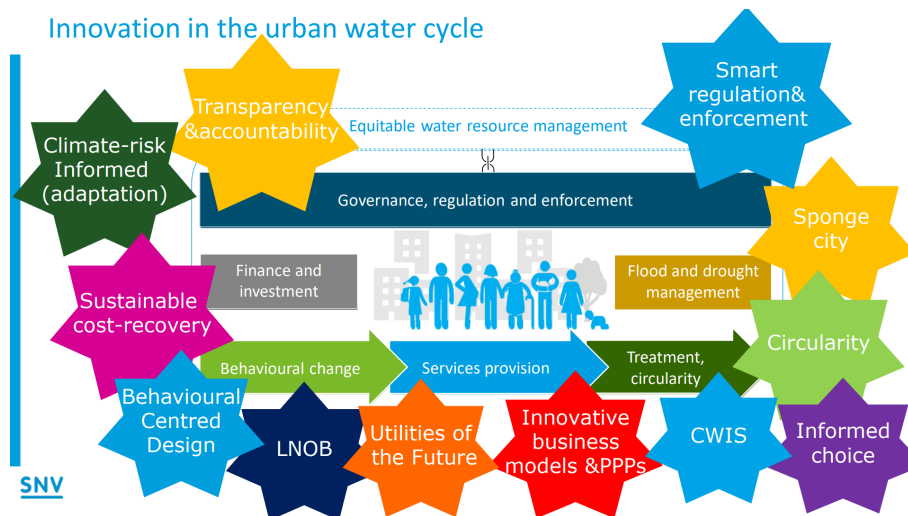 Innovation in the urban water cycle
Transparency
&accountability
Equitable water resource management
Smart
regulation&
enforcement
Climate-risk
Informed
(adaptation)
Governance, regulation and enforcement
Sponge
city
Finance and
investment
Flood and drought
management
Sustainable
cost-recovery
Circularity
Behavioural change
Services provision
Treatment,
circularity
Behavioural
Centred
Design
LNOB
Utilities of
the Future
Innovative
business
models &PPPs
CWIS
Informed
choice
SNV